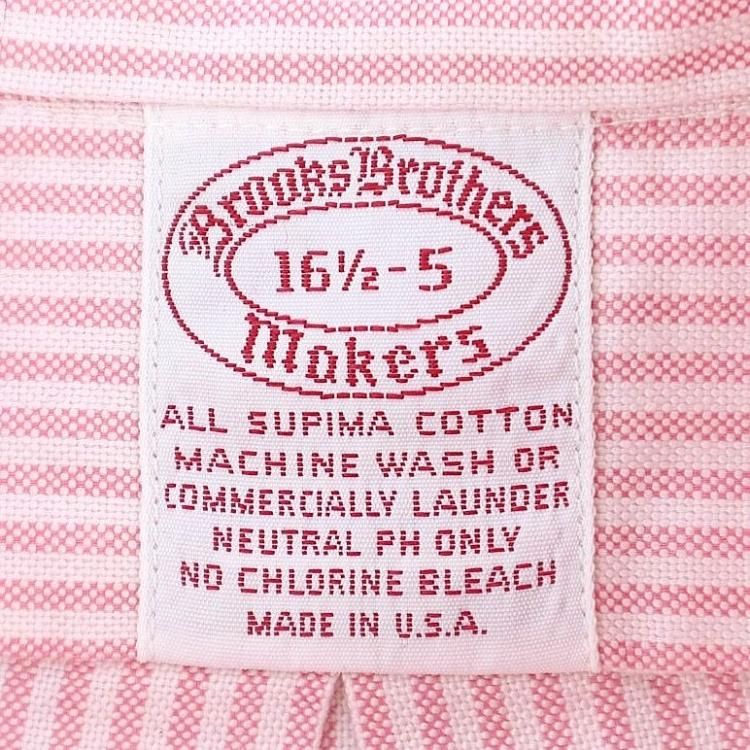 Brooks Brothers
16½-5
Makers
ALL SUPIMA COTTON
MACHINE WASH OR
COMMERCIALLY LAUNDER
NEUTRAL PH ONLY
NO CHLORINE BLEACH
MADE IN U.S.A.